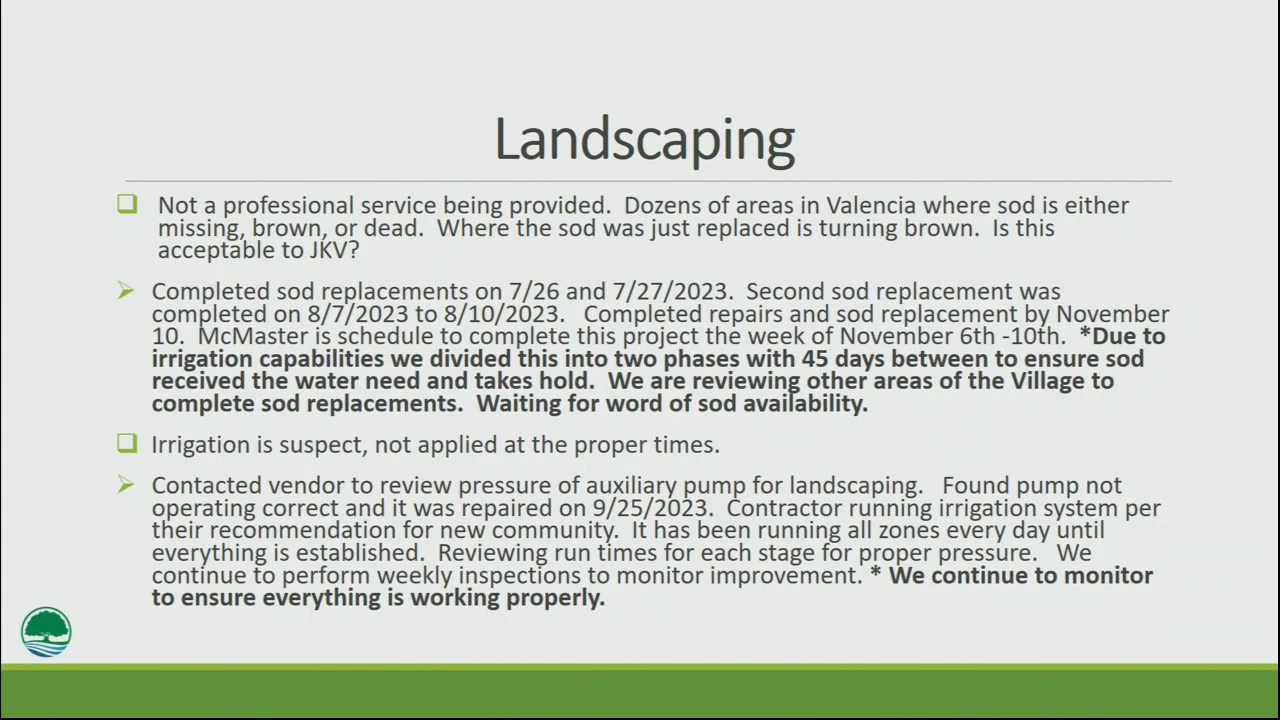 Landscaping
Not a professional service being provided.  Dozens of areas in Valencia where sod is either
missing, brown, or dead.  Where the sod was just replaced is turning brown.  Is this
acceptable to JKV?
Completed sod replacements on 7/26 and 7/27/2023.  Second sod replacement was
completed on 8/7/2023 to 8/10/2023.   Completed repairs and sod replacement by November
10.  McMaster is schedule to complete this project the week of November 6th -10th.  *Due to
irrigation capabilities we divided this into two phases with 45 days between to ensure sod
received the water need and takes hold.  We are reviewing other areas of the Village to
complete sod replacements.  Waiting for word of sod availability.
Irrigation is suspect, not applied at the proper times.
Contacted vendor to review pressure of auxiliary pump for landscaping.   Found pump not
operating correct and it was repaired on 9/25/2023.  Contractor running irrigation system per
their recommendation for new community.  It has been running all zones every day until
everything is established.  Reviewing run times for each stage for proper pressure.   We
continue to perform weekly inspections to monitor improvement. * We continue to monitor
to ensure everything is working properly.